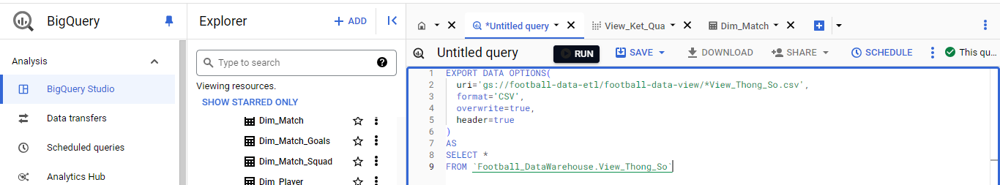 BigQuery
Explorer
+ ADD
*Untitled query
View_Ket_Qua
Dim_Match
Analysis
BigQuery Studio
Data transfers
Scheduled queries
Analytics Hub
Type to search
Viewing resources.
SHOW STARRED ONLY
Dim_Match
Dim_Match_Goals
Dim_Match_Squad
Dim_Player
Untitled query
RUN
SAVE
DOWNLOAD
SHARE
SCHEDULE
This qu...
1 EXPORT DATA OPTIONS(
2 uri='gs://football-data-etl/football-data-view/*View_Thong_So.csv',
3 format='CSV',
4 overwrite=true,
5 header=true
6 )
7 AS
8 SELECT *
9 FROM `Football_DataWarehouse.View_Thong_So`